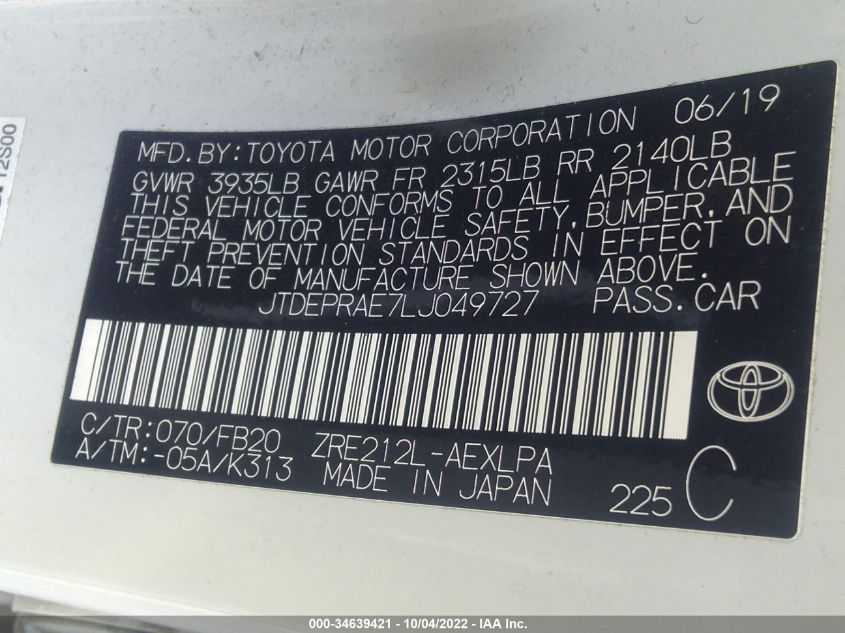 06/19
MFD.BY:TOYOTA MOTOR CORPORATION
GVWR 3935LB GAWR FR 2315LB RR 2140LB
THIS VEHICLE CONFORMS TO ALL APPLICABLE
FEDERAL MOTOR VEHICLE SAFETY,BUMPER,AND
THEFT PREVENTION STANDARDS IN EFFECT ON
THE DATE OF MANUFACTURE SHOWN ABOVE.
JTDEPRAE7LJ049727 PASS.CAR
C/TR:070/FB20 ZRE212L-AEXLPA
A/TM:-05A/K313 MADE IN JAPAN
225 C
000-34639421 - 10/04/2022 - IAA Inc.